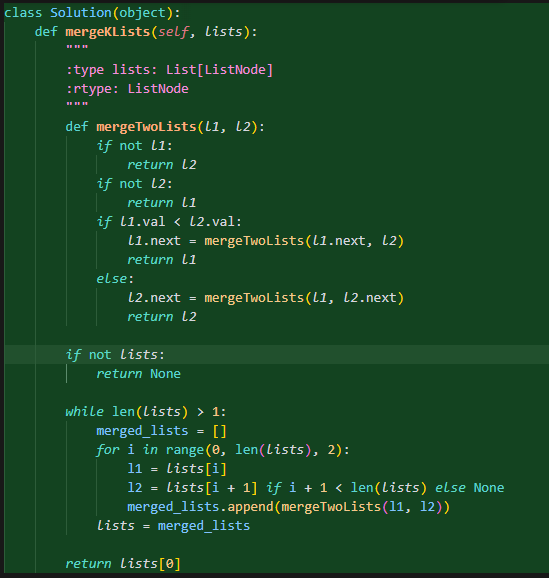 class Solution(object):
    def mergeKLists(self, lists):
        """
        :type lists: List[ListNode]
        :rtype: ListNode
        """
        def mergeTwoLists(l1, l2):
            if not l1:
                return l2
            if not l2:
                return l1
            if l1.val < l2.val:
                l1.next = mergeTwoLists(l1.next, l2)
                return l1
            else:
                l2.next = mergeTwoLists(l1, l2.next)
                return l2

        if not lists:
            return None

        while len(lists) > 1:
            merged_lists = []
            for i in range(0, len(lists), 2):
                l1 = lists[i]
                l2 = lists[i + 1] if i + 1 < len(lists) else None
                merged_lists.append(mergeTwoLists(l1, l2))
            lists = merged_lists

        return lists[0]